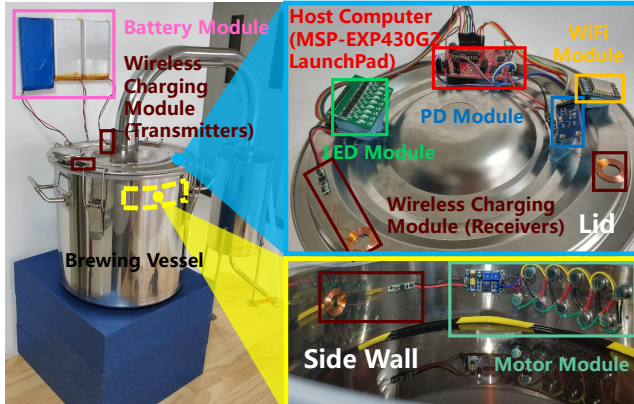 Battery Module
Wireless
Charging
Module
(Transmitters)
Brewing Vessel
Host Computer
(MSP-EXP430G2
LaunchPad)
WiFi
Module
PD Module
LED Module
Wireless Charging
Module (Receivers)
Lid
Side Wall
Motor Module